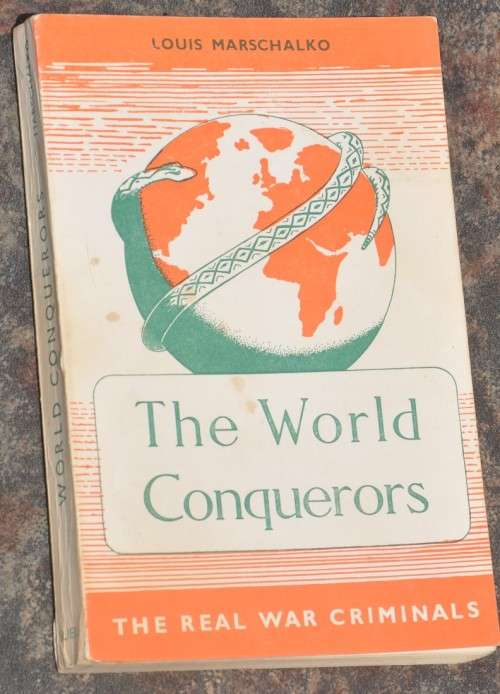 LOUIS MARSCHALKO
The World
Conquerors
THE REAL WAR CRIMINALS
WORLD CONQUERORS